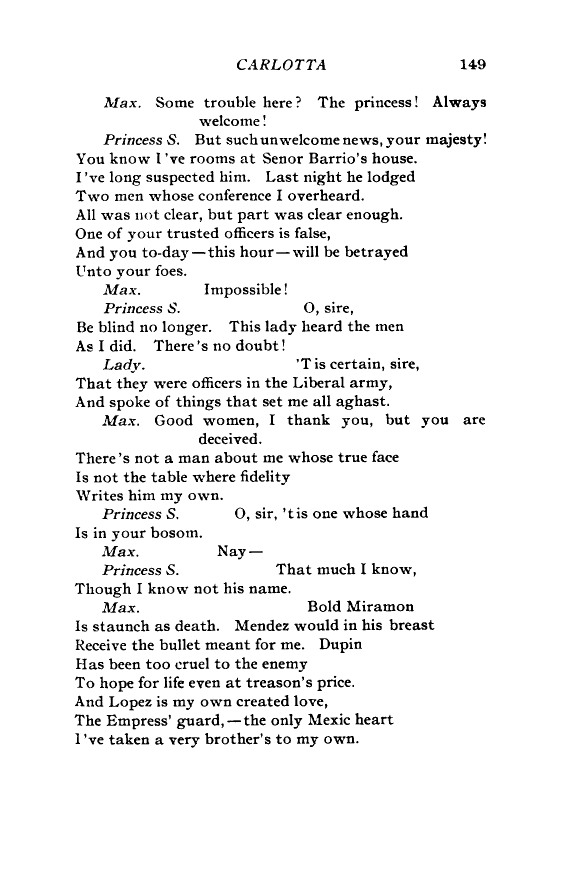 CARLOTTA 149
Max. Some trouble here? The princess! Always
welcome!
Princess S. But such unwelcome news, your majesty!
You know I've rooms at Senor Barrio's house.
I've long suspected him. Last night he lodged
Two men whose conference I overheard.
All was not clear, but part was clear enough.
One of your trusted officers is false,
And you to-day—this hour—will be betrayed
Unto your foes.
Max. Impossible!
Princess S. O, sire,
Be blind no longer. This lady heard the men
As I did. There's no doubt!
Lady. 'T is certain, sire,
That they were officers in the Liberal army,
And spoke of things that set me all aghast.
Max. Good women, I thank you, but you are
deceived.
There's not a man about me whose true face
Is not the table where fidelity
Writes him my own.
Princess S. O, sir, 't is one whose hand
Is in your bosom.
Max. Nay—
Princess S. That much I know,
Though I know not his name.
Max. Bold Miramon
Is staunch as death. Mendez would in his breast
Receive the bullet meant for me. Dupin
Has been too cruel to the enemy
To hope for life even at treason's price.
And Lopez is my own created love,
The Empress' guard,—the only Mexic heart
I've taken a very brother's to my own.